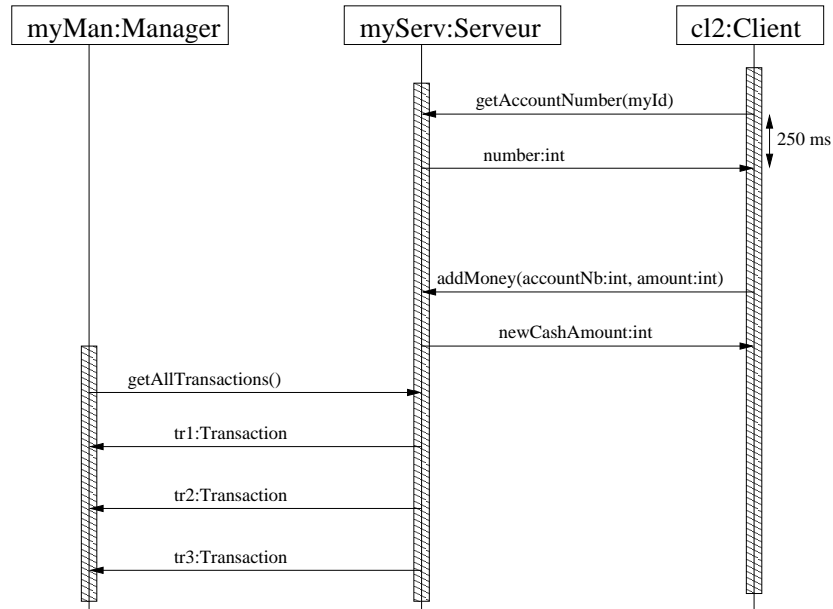 myMan:Manager
myServ:Serveur
cl2:Client
getAccountNumber(myId)
250 ms
number:int
addMoney(accountNb:int, amount:int)
newCashAmount:int
getAllTransactions()
tr1:Transaction
tr2:Transaction
tr3:Transaction